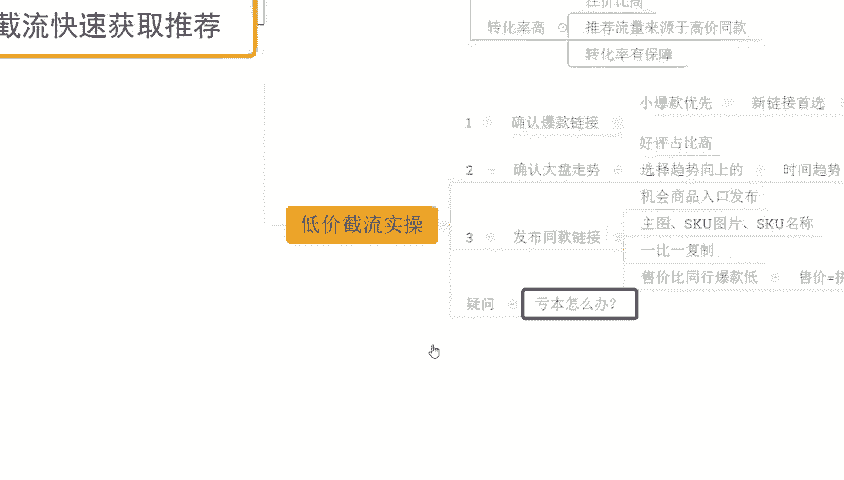 性价比高
截流快速获取推荐
转化率高
推荐流量来源于高价同款
转化率有保障
小爆款优先
新链接首选
1
确认爆款链接
好评占比高
2
确认大盘走势
选择趋势向上的
时间趋势
机会商品入口发布
低价截流实操
主图、SKU图片、SKU名称
3
发布同款链接
一比一复制
售价比同行爆款低
售价=拼
疑问
亏本怎么办?